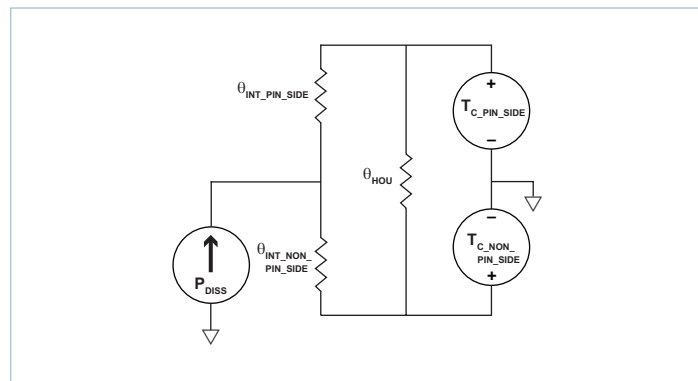 θINT_PIN_SIDE
+
TC_PIN_SIDE
–
θHOU
–
θINT_NON_
PIN_SIDE
TC_NON_
PIN_SIDE
+
PDISS